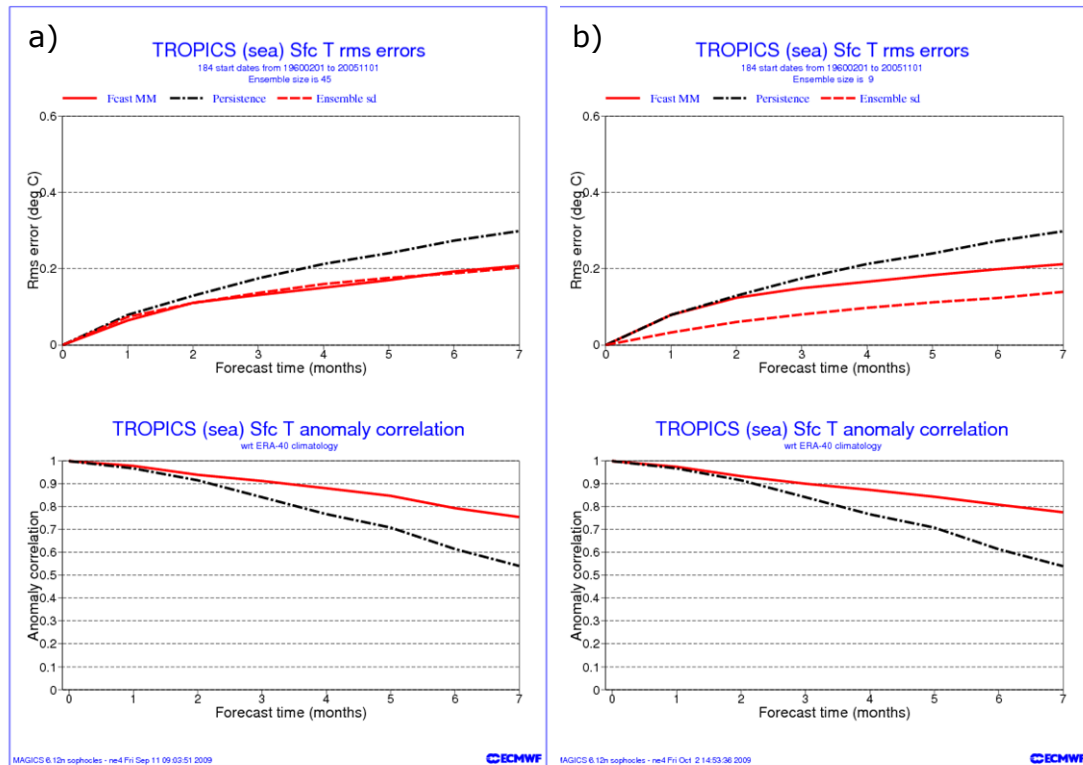 a)
TROPICS (sea) Sfc T rms errors
184 start dates from 19600201 to 20051101
Ensemble size is 45
Fcast MM Persistence Ensemble sd
Rms error (deg C)
0.6
0.4
0.2
0
0 1 2 3 4 5 6 7
Forecast time (months)
TROPICS (sea) Sfc T anomaly correlation
wrt ERA-40 climatology
Anomaly correlation
1
0.9
0.8
0.7
0.6
0.5
0.4
0.3
0.2
0.1
0
0 1 2 3 4 5 6 7
Forecast time (months)
MAGICS 6.12n sophocles - ne4 Fri Sep 11 09:03:51 2009
ECMWF
b)
TROPICS (sea) Sfc T rms errors
184 start dates from 19600201 to 20051101
Ensemble size is 9
Fcast MM Persistence Ensemble sd
Rms error (deg C)
0.6
0.4
0.2
0
0 1 2 3 4 5 6 7
Forecast time (months)
TROPICS (sea) Sfc T anomaly correlation
wrt ERA-40 climatology
Anomaly correlation
1
0.9
0.8
0.7
0.6
0.5
0.4
0.3
0.2
0.1
0
0 1 2 3 4 5 6 7
Forecast time (months)
MAGICS 6.12n sophocles - ne4 Fri Oct 2 14:53:36 2009
ECMWF